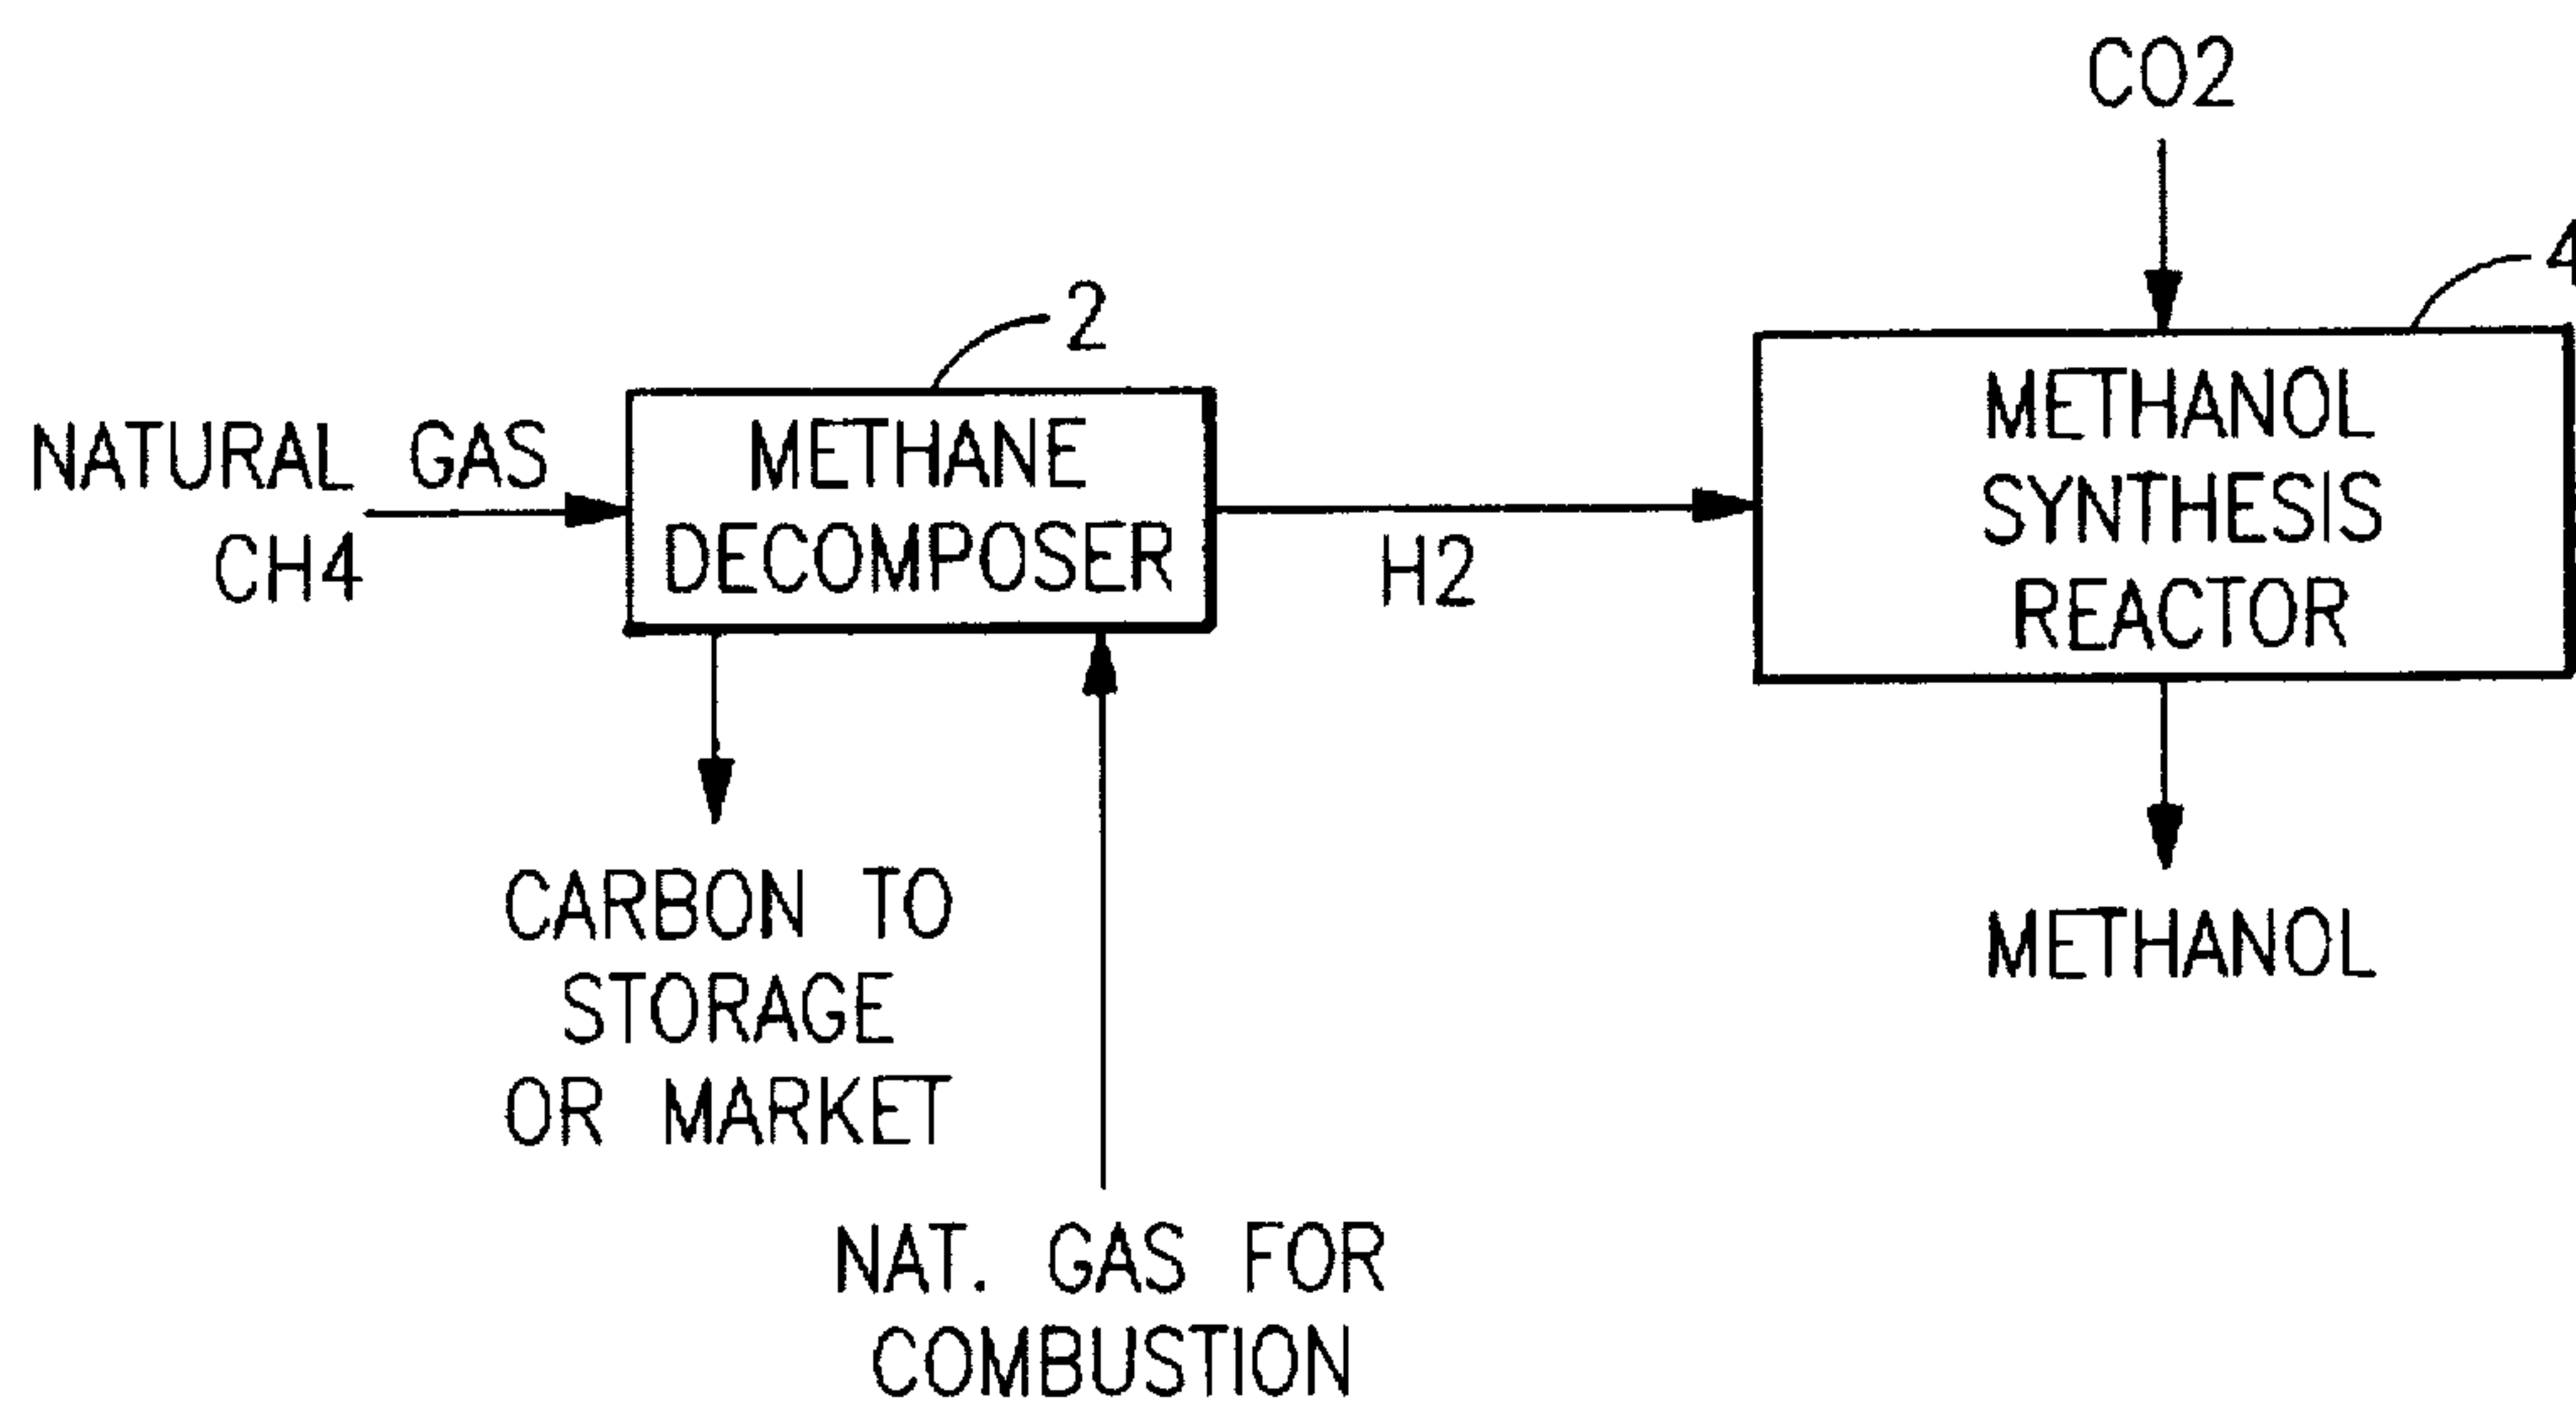 CO2
4
2
NATURAL GAS
CH4
METHANE
DECOMPOSER
H2
METHANOL
SYNTHESIS
REACTOR
CARBON TO
STORAGE
OR MARKET
METHANOL
NAT. GAS FOR
COMBUSTION